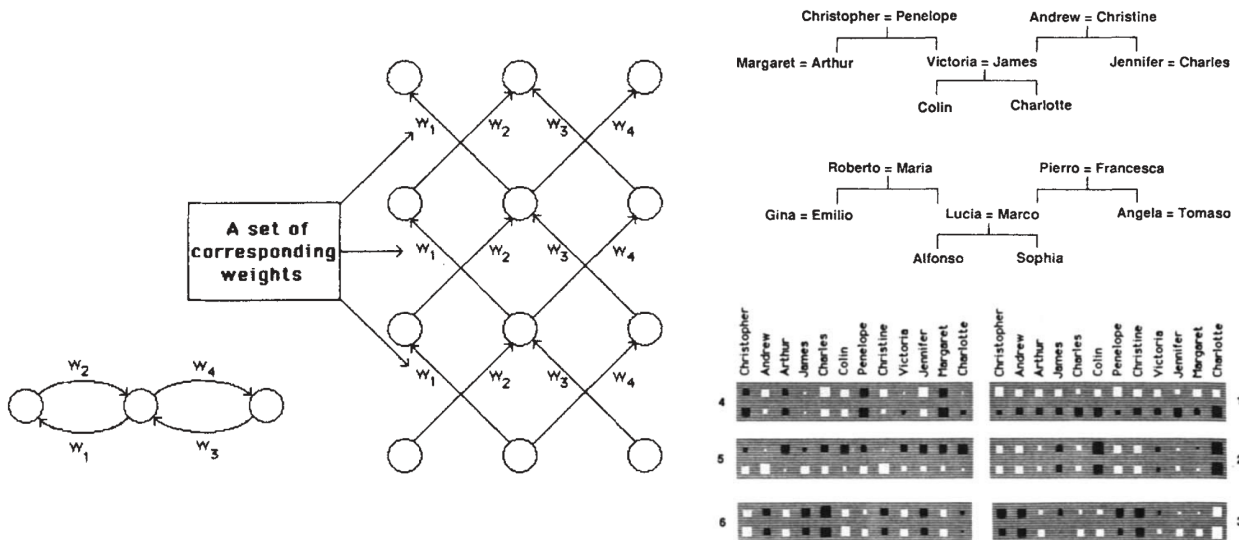 W1
W2
W3
W4
A set of
corresponding
weights
W1
W2
W3
W4
W1
W2
W3
W4
W2
W4
W1
W3
Christopher = Penelope
Andrew = Christine
Margaret = Arthur
Victoria = James
Jennifer = Charles
Colin
Charlotte
Roberto = Maria
Pierro = Francesca
Gina = Emilio
Lucia = Marco
Angela = Tomaso
Alfonso
Sophia
Christopher
Andrew
Arthur
James
Charles
Colin
Penelope
Christine
Victoria
Jennifer
Margaret
Charlotte
Christopher
Andrew
Arthur
James
Charles
Colin
Penelope
Christine
Victoria
Jennifer
Margaret
Charlotte
4
1
5
2
6
3